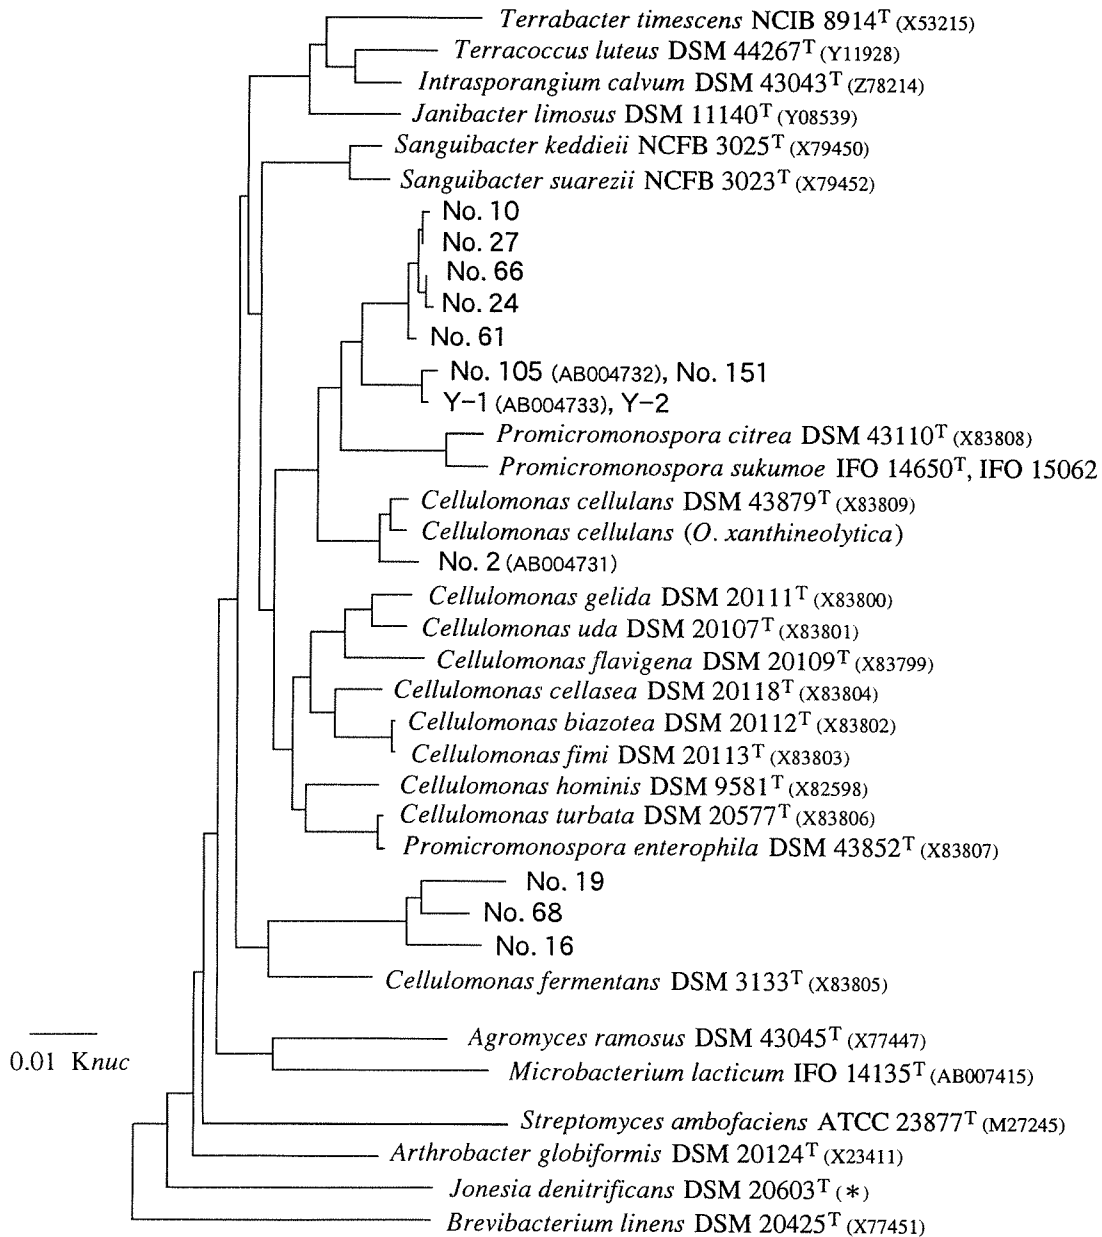 Terrabacter timescens NCIB 8914T (X53215)
Terracoccus luteus DSM 44267T (Y11928)
Intrasporangium calvum DSM 43043T (Z78214)
Janibacter limosus DSM 11140T (Y08539)
Sanguibacter keddieii NCFB 3025T (X79450)
Sanguibacter suarezii NCFB 3023T (X79452)
No. 10
No. 27
No. 66
No. 24
No. 61
No. 105 (AB004732), No. 151
Y-1 (AB004733), Y-2
Promicromonospora citrea DSM 43110T (X83808)
Promicromonospora sukumoe IFO 14650T, IFO 15062
Cellulomonas cellulans DSM 43879T (X83809)
Cellulomonas cellulans (O. xanthineolytica)
No. 2 (AB004731)
Cellulomonas gelida DSM 20111T (X83800)
Cellulomonas uda DSM 20107T (X83801)
Cellulomonas flavigena DSM 20109T (X83799)
Cellulomonas cellasea DSM 20118T (X83804)
Cellulomonas biazotea DSM 20112T (X83802)
Cellulomonas fimi DSM 20113T (X83803)
Cellulomonas hominis DSM 9581T (X82598)
Cellulomonas turbata DSM 20577T (X83806)
Promicromonospora enterophila DSM 43852T (X83807)
No. 19
No. 68
No. 16
Cellulomonas fermentans DSM 3133T (X83805)
Agromyces ramosus DSM 43045T (X77447)
0.01 Knuc
Microbacterium lacticum IFO 14135T (AB007415)
Streptomyces ambofaciens ATCC 23877T (M27245)
Arthrobacter globiformis DSM 20124T (X23411)
Jonesia denitrificans DSM 20603T (*)
Brevibacterium linens DSM 20425T (X77451)